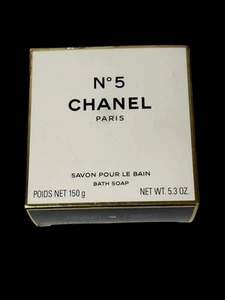 N°5
CHANEL
PARIS
SAVON POUR LE BAIN
BATH SOAP
POIDS NET 150 g NET WT. 5.3 OZ.